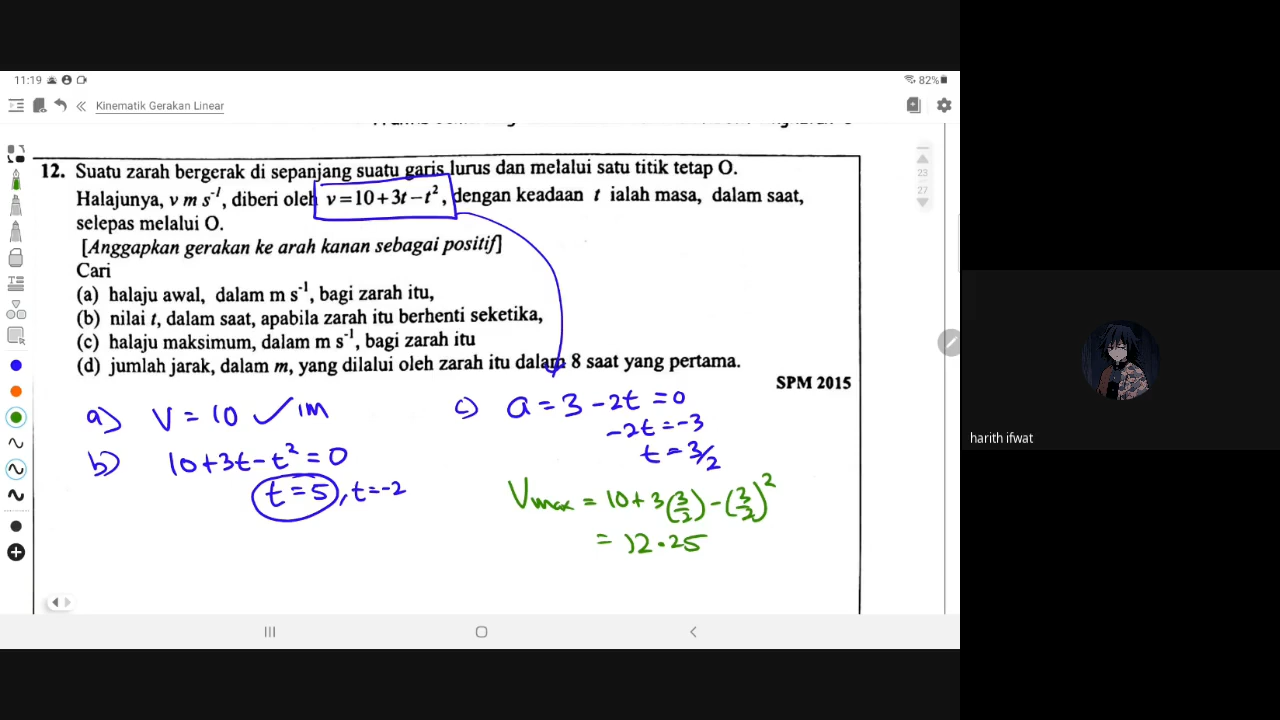 11:19 82%
Kinematik Gerakan Linear
12. Suatu zarah bergerak di sepanjang suatu garis lurus dan melalui satu titik tetap O.
Halajunya, v m s⁻¹, diberi oleh v = 10 + 3t − t², dengan keadaan t ialah masa, dalam saat,
selepas melalui O.
[Anggapkan gerakan ke arah kanan sebagai positif]
Cari
(a) halaju awal, dalam m s⁻¹, bagi zarah itu,
(b) nilai t, dalam saat, apabila zarah itu berhenti seketika,
(c) halaju maksimum, dalam m s⁻¹, bagi zarah itu
(d) jumlah jarak, dalam m, yang dilalui oleh zarah itu dalam 8 saat yang pertama.
SPM 2015
a) V = 10 ✓ 1M
b) 10+3t−t² = 0
t = 5, t=−2
c) a = 3 − 2t = 0
−2t = −3
t = 3/2
Vmax = 10+3(3/2) − (3/2)²
= 12.25
23
27
harith ifwat